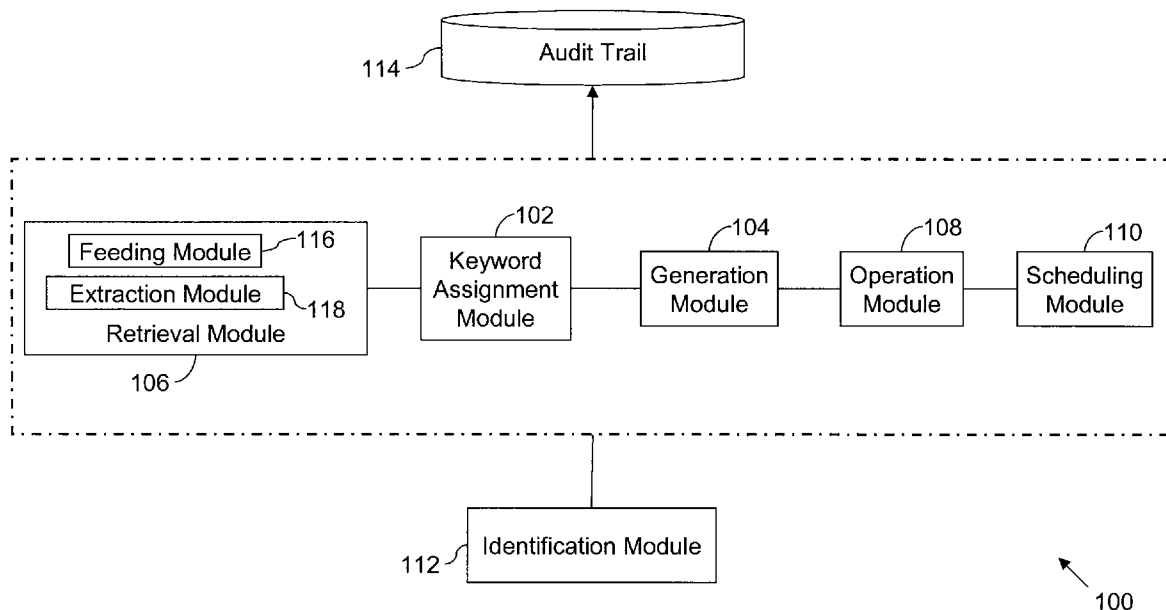 Audit Trail
114
102
104
108
110
Feeding Module
116
Extraction Module
118
Retrieval Module
106
Keyword
Assignment
Module
Generation
Module
Operation
Module
Scheduling
Module
Identification Module
112
100